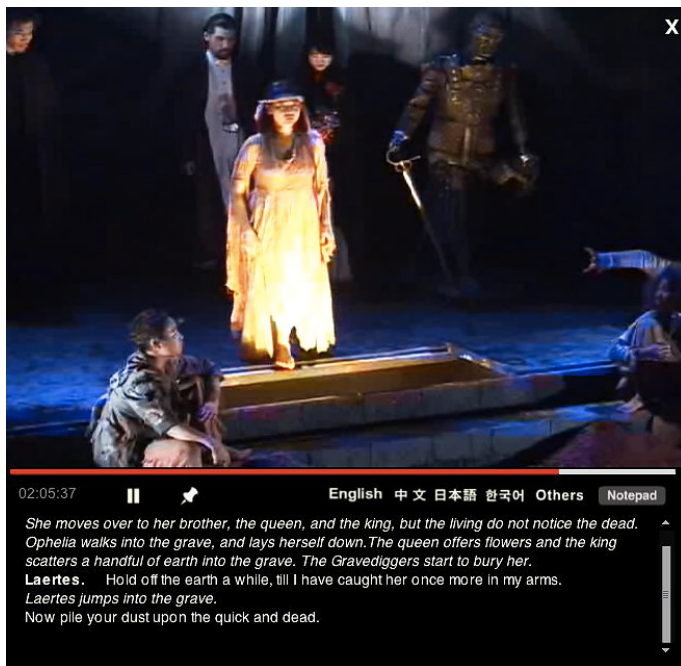 X
02:05:37 English 中文 日本語 한국어 Others Notepad
She moves over to her brother, the queen, and the king, but the living do not notice the dead.
Ophelia walks into the grave, and lays herself down.The queen offers flowers and the king
scatters a handful of earth into the grave. The Gravediggers start to bury her.
Laertes. Hold off the earth a while, till I have caught her once more in my arms.
Laertes jumps into the grave.
Now pile your dust upon the quick and dead.